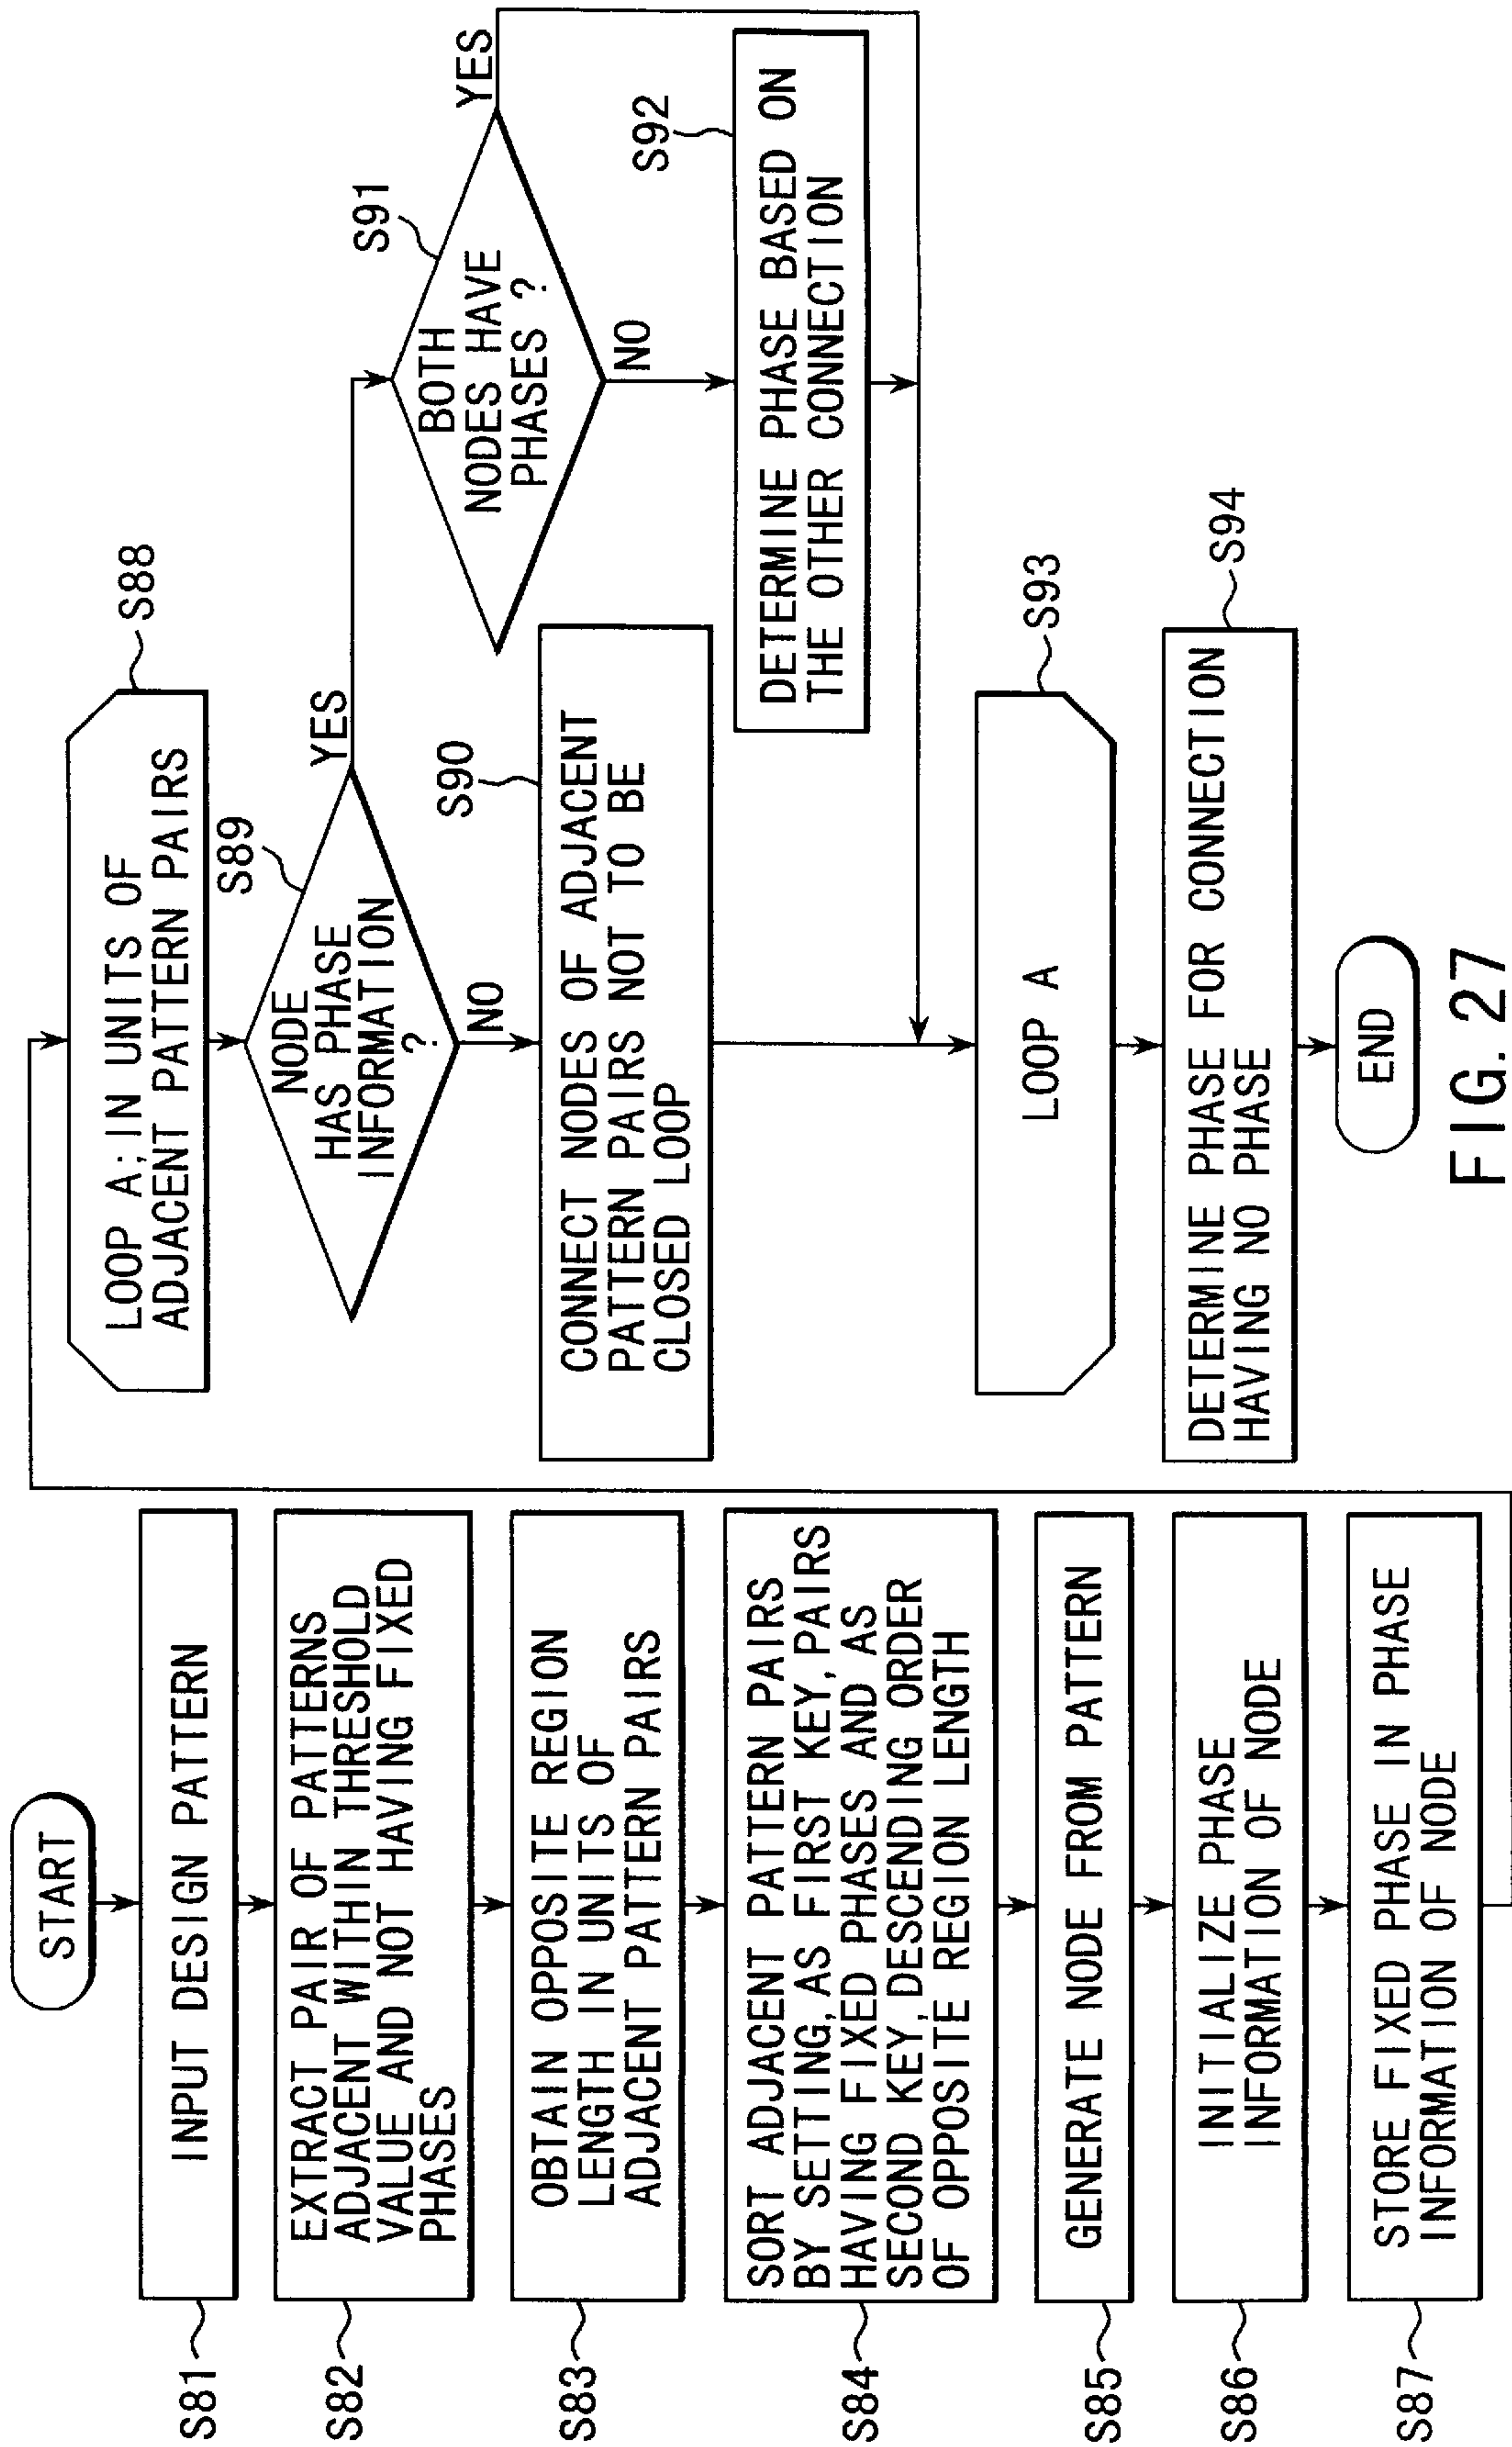 START
S81
INPUT DESIGN PATTERN
S82
EXTRACT PAIR OF PATTERNS
ADJACENT WITHIN THRESHOLD
VALUE AND NOT HAVING FIXED
PHASES
S83
OBTAIN OPPOSITE REGION
LENGTH IN UNITS OF
ADJACENT PATTERN PAIRS
S84
SORT ADJACENT PATTERN PAIRS
BY SETTING, AS FIRST KEY, PAIRS
HAVING FIXED PHASES AND AS
SECOND KEY, DESCENDING ORDER
OF OPPOSITE REGION LENGTH
S85
GENERATE NODE FROM PATTERN
S86
INITIALIZE PHASE
INFORMATION OF NODE
S87
STORE FIXED PHASE IN PHASE
INFORMATION OF NODE
S88
LOOP A; IN UNITS OF
ADJACENT PATTERN PAIRS
S89
NODE
HAS PHASE
INFORMATION
?
YES
NO
S90
CONNECT NODES OF ADJACENT
PATTERN PAIRS NOT TO BE
CLOSED LOOP
S91
BOTH
NODES HAVE
PHASES ?
YES
NO
S92
DETERMINE PHASE BASED ON
THE OTHER CONNECTION
S93
LOOP A
S94
DETERMINE PHASE FOR CONNECTION
HAVING NO PHASE
END
FIG. 27